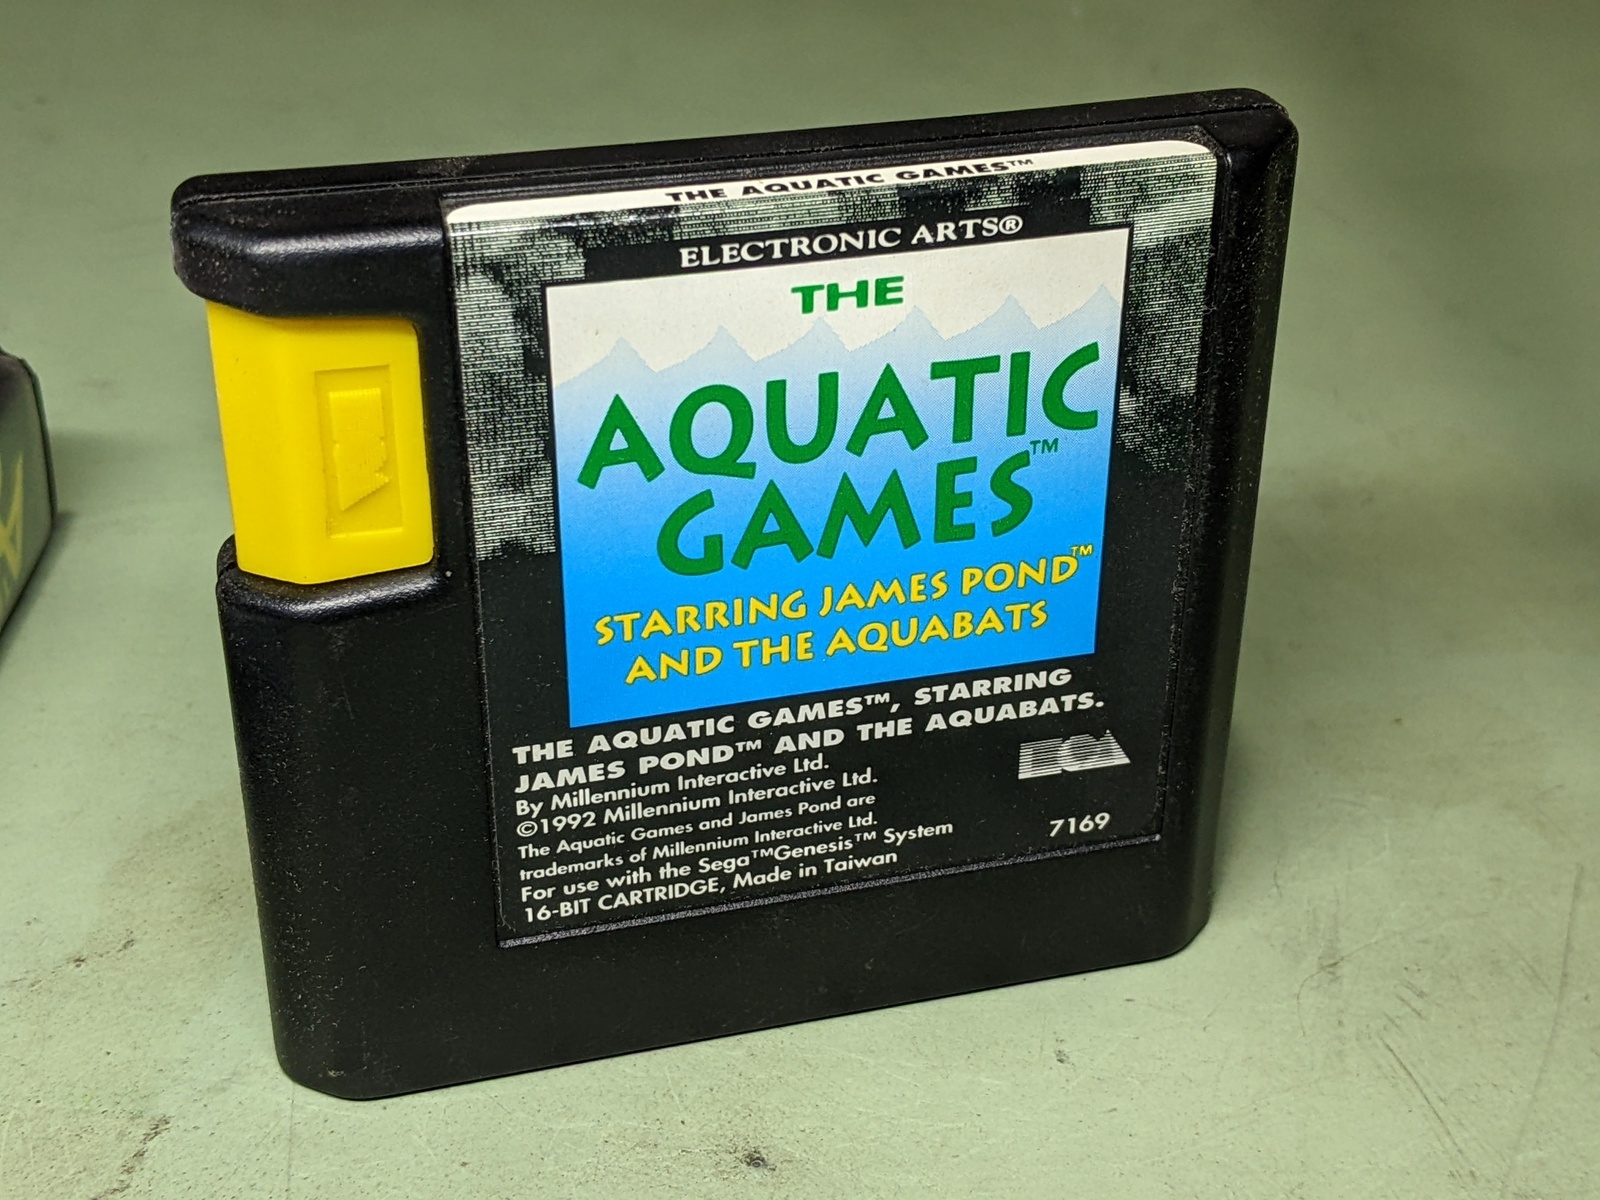 THE AQUATIC GAMES™
ELECTRONIC ARTS®
THE
AQUATIC
GAMES™
STARRING JAMES POND™
AND THE AQUABATS
THE AQUATIC GAMES™, STARRING
JAMES POND™ AND THE AQUABATS.
By Millennium Interactive Ltd.
©1992 Millennium Interactive Ltd.
The Aquatic Games and James Pond are
trademarks of Millennium Interactive Ltd.
For use with the Sega™Genesis™ System
16-BIT CARTRIDGE, Made in Taiwan
EA
7169